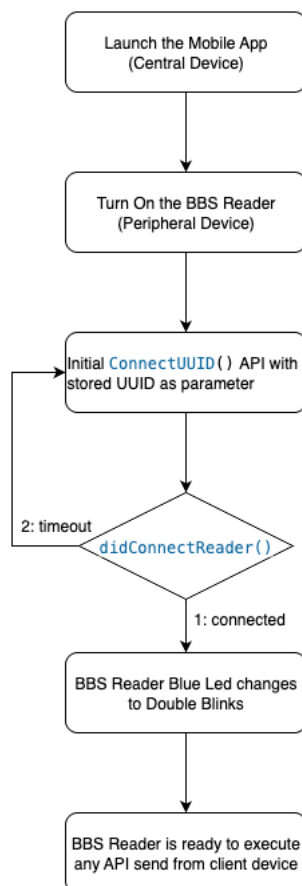 Launch the Mobile App
(Central Device)
Turn On the BBS Reader
(Peripheral Device)
Initial ConnectUUID() API with
stored UUID as parameter
2: timeout
didConnectReader()
1: connected
BBS Reader Blue Led changes
to Double Blinks
BBS Reader is ready to execute
any API send from client device